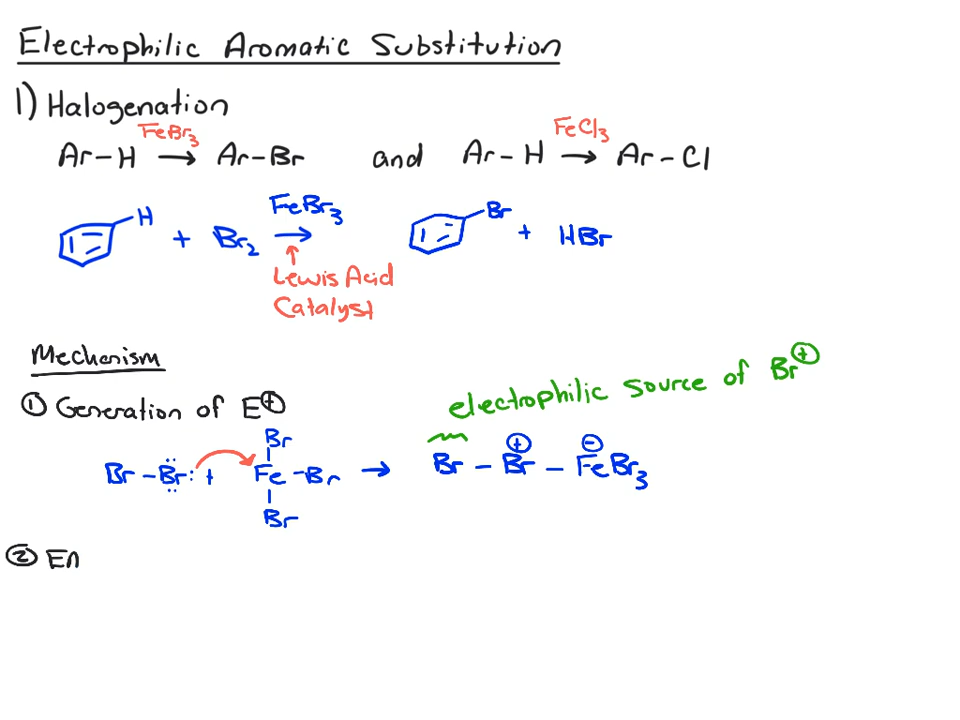 Electrophilic Aromatic Substitution
1) Halogenation
FeBr3 FeCl3
Ar-H → Ar-Br and Ar-H → Ar-Cl
FeBr3
H + Br2 → Br + HBr
↑
Lewis Acid
Catalyst
Mechanism
electrophilic source of Br⊕
① Generation of E⊕
Br ⊕ ⊖
Br-Br: + Fe-Br → Br-Br-FeBr3
Br
② En